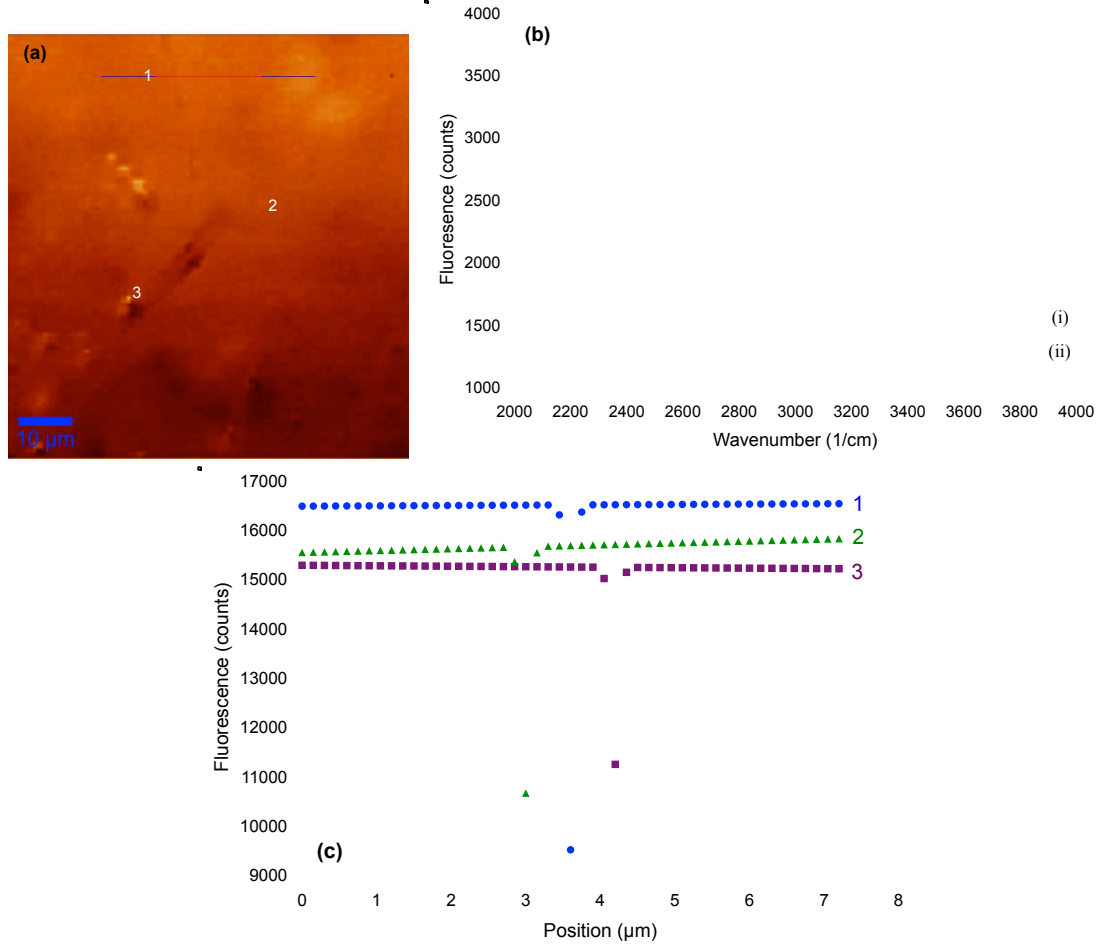 (a)
1
2
3
10 µm
(b)
4000
3500
3000
2500
2000
1500
1000
Fluoresence (counts)
(i)
(ii)
2000 2200 2400 2600 2800 3000 3200 3400 3600 3800 4000
Wavenumber (1/cm)
17000
16000
15000
14000
13000
12000
11000
10000
9000
Fluorescence (counts)
1
2
3
(c)
0 1 2 3 4 5 6 7 8
Position (µm)